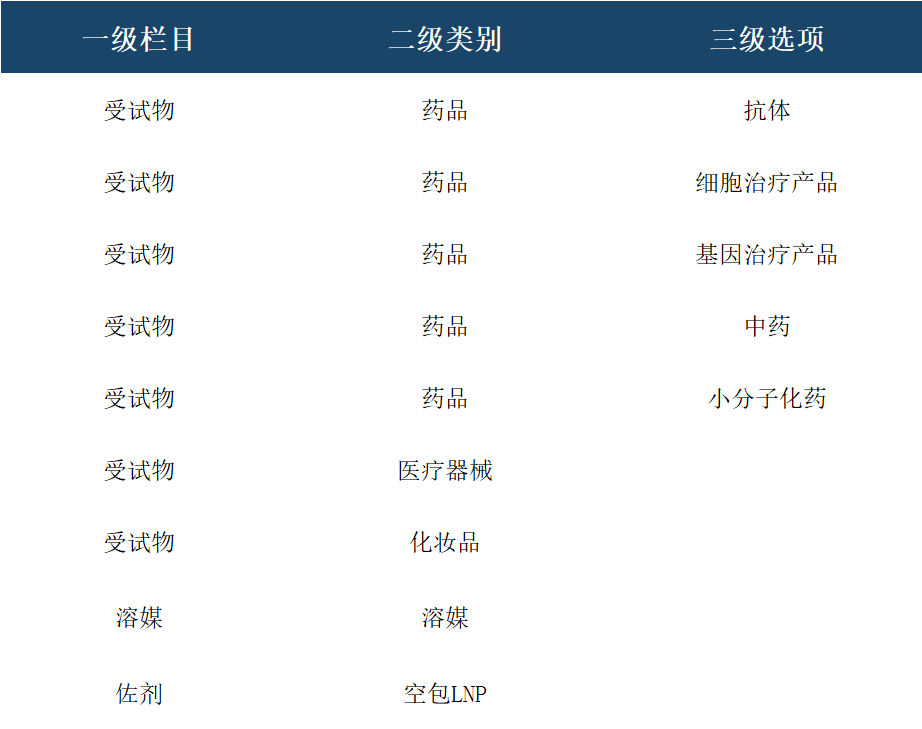 一级栏目 二级类别 三级选项
受试物 药品 抗体
受试物 药品 细胞治疗产品
受试物 药品 基因治疗产品
受试物 药品 中药
受试物 药品 小分子化药
受试物 医疗器械
受试物 化妆品
溶媒 溶媒
佐剂 空包LNP